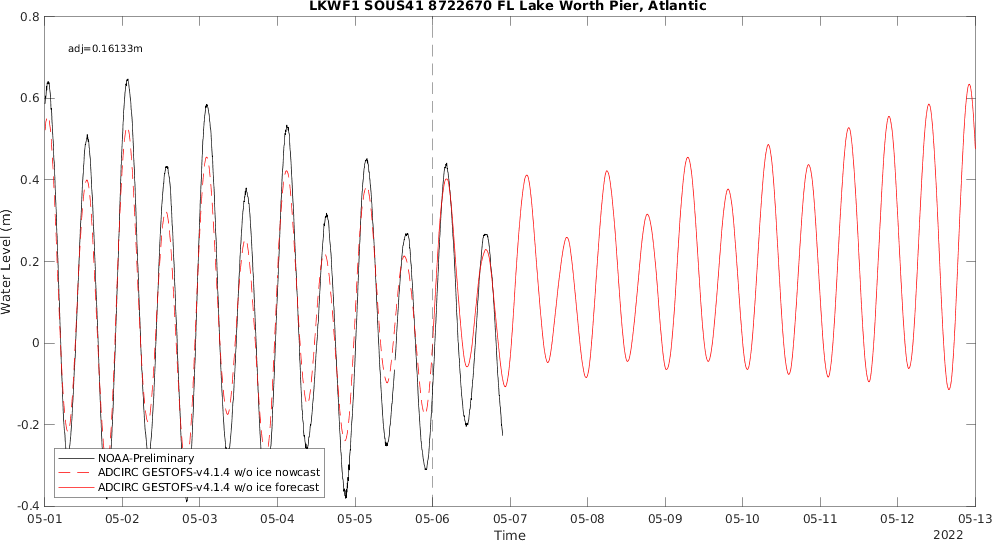 LKWF1 SOUS41 8722670 FL Lake Worth Pier, Atlantic
0.8
adj=0.16133m
0.6
0.4
0.2
0
-0.2
-0.4
Water Level (m)
NOAA-Preliminary
ADCIRC GESTOFS-v4.1.4 w/o ice nowcast
ADCIRC GESTOFS-v4.1.4 w/o ice forecast
05-01 05-02 05-03 05-04 05-05 05-06 05-07 05-08 05-09 05-10 05-11 05-12 05-13
Time
2022